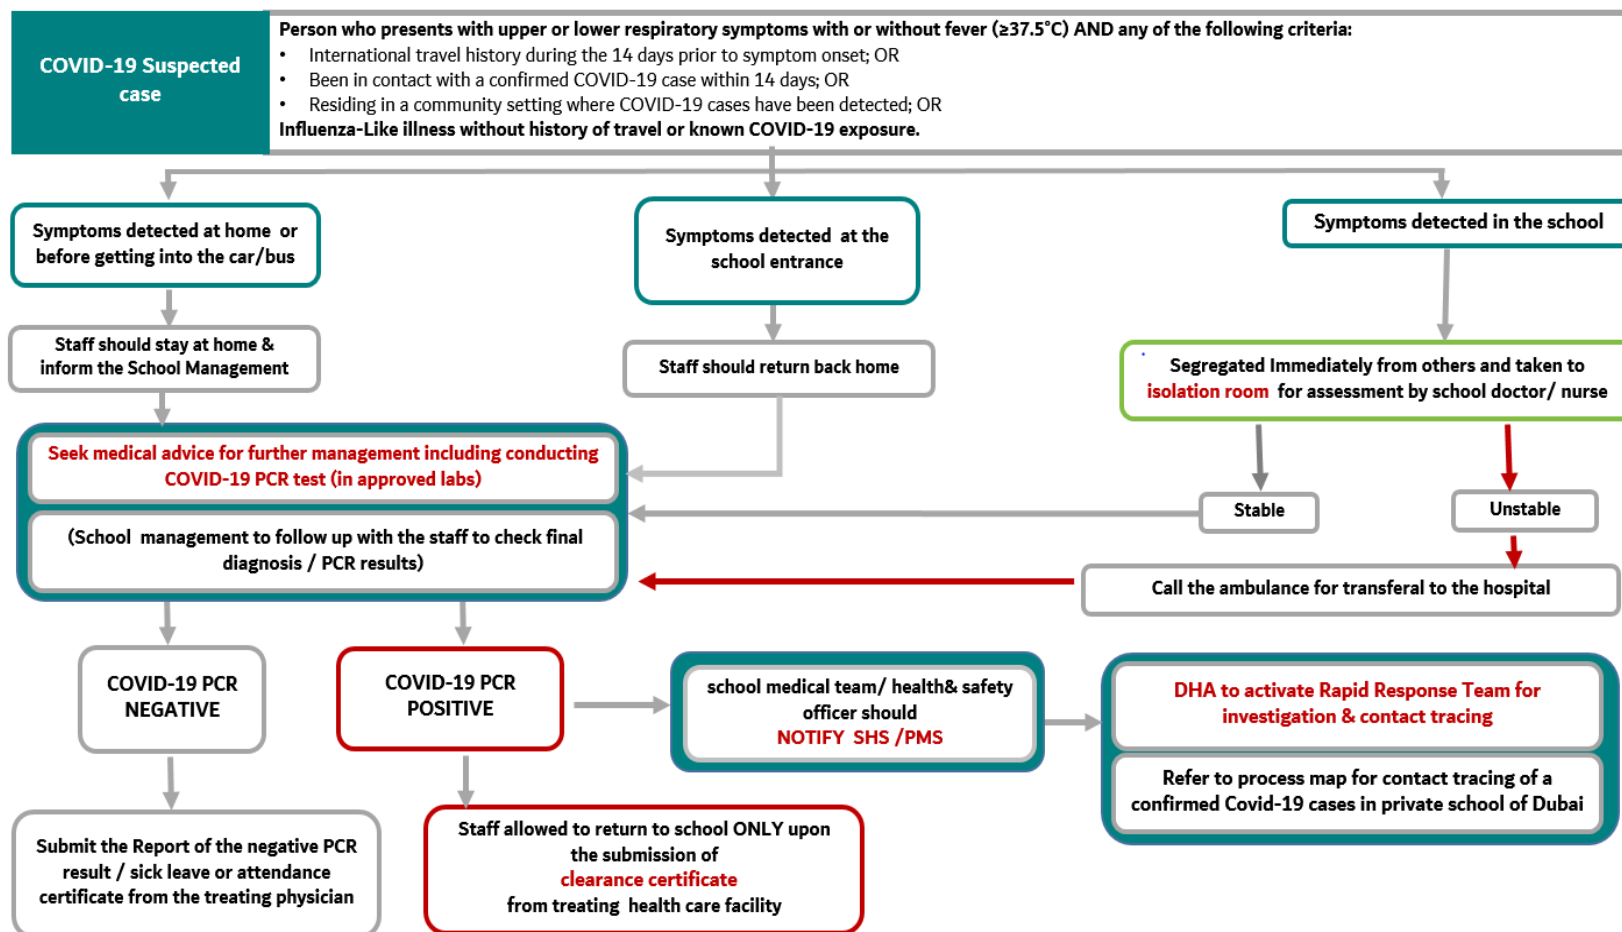 COVID-19 Suspected
case
Person who presents with upper or lower respiratory symptoms with or without fever (≥37.5°C) AND any of the following criteria:
• International travel history during the 14 days prior to symptom onset; OR
• Been in contact with a confirmed COVID-19 case within 14 days; OR
• Residing in a community setting where COVID-19 cases have been detected; OR
Influenza-Like illness without history of travel or known COVID-19 exposure.
Symptoms detected at home or
before getting into the car/bus
Symptoms detected at the
school entrance
Symptoms detected in the school
Staff should stay at home &
inform the School Management
Staff should return back home
Segregated Immediately from others and taken to
isolation room for assessment by school doctor/ nurse
Seek medical advice for further management including conducting
COVID-19 PCR test (in approved labs)
(School management to follow up with the staff to check final
diagnosis / PCR results)
Stable
Unstable
Call the ambulance for transferal to the hospital
COVID-19 PCR
NEGATIVE
COVID-19 PCR
POSITIVE
school medical team/ health& safety
officer should
NOTIFY SHS /PMS
DHA to activate Rapid Response Team for
investigation & contact tracing
Refer to process map for contact tracing of a
confirmed Covid-19 cases in private school of Dubai
Submit the Report of the negative PCR
result / sick leave or attendance
certificate from the treating physician
Staff allowed to return to school ONLY upon
the submission of
clearance certificate
from treating health care facility